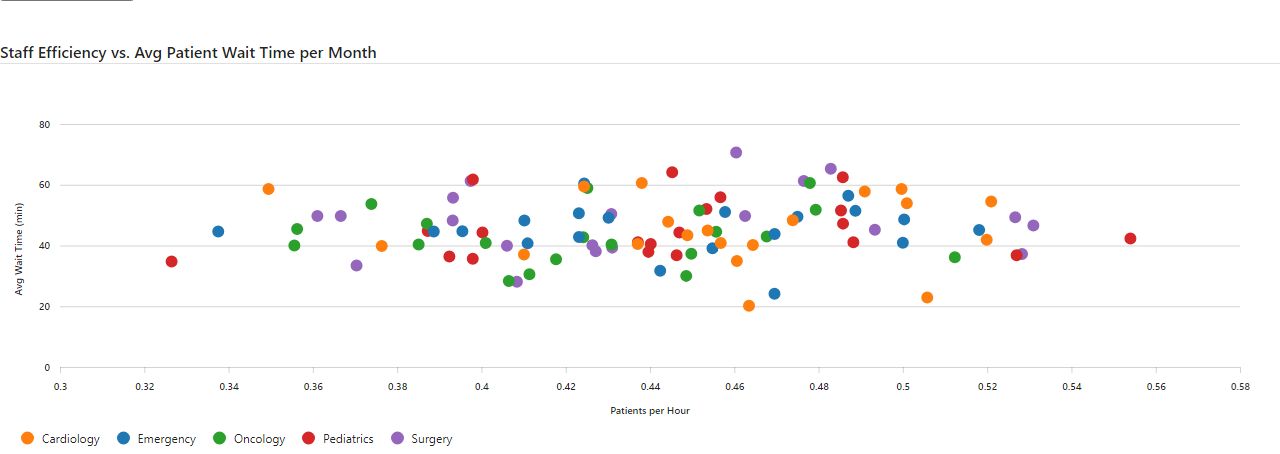 Staff Efficiency vs. Avg Patient Wait Time per Month
80
60
40
20
0
Avg Wait Time (min)
0.3 0.32 0.34 0.36 0.38 0.4 0.42 0.44 0.46 0.48 0.5 0.52 0.54 0.56 0.58
Patients per Hour
Cardiology Emergency Oncology Pediatrics Surgery